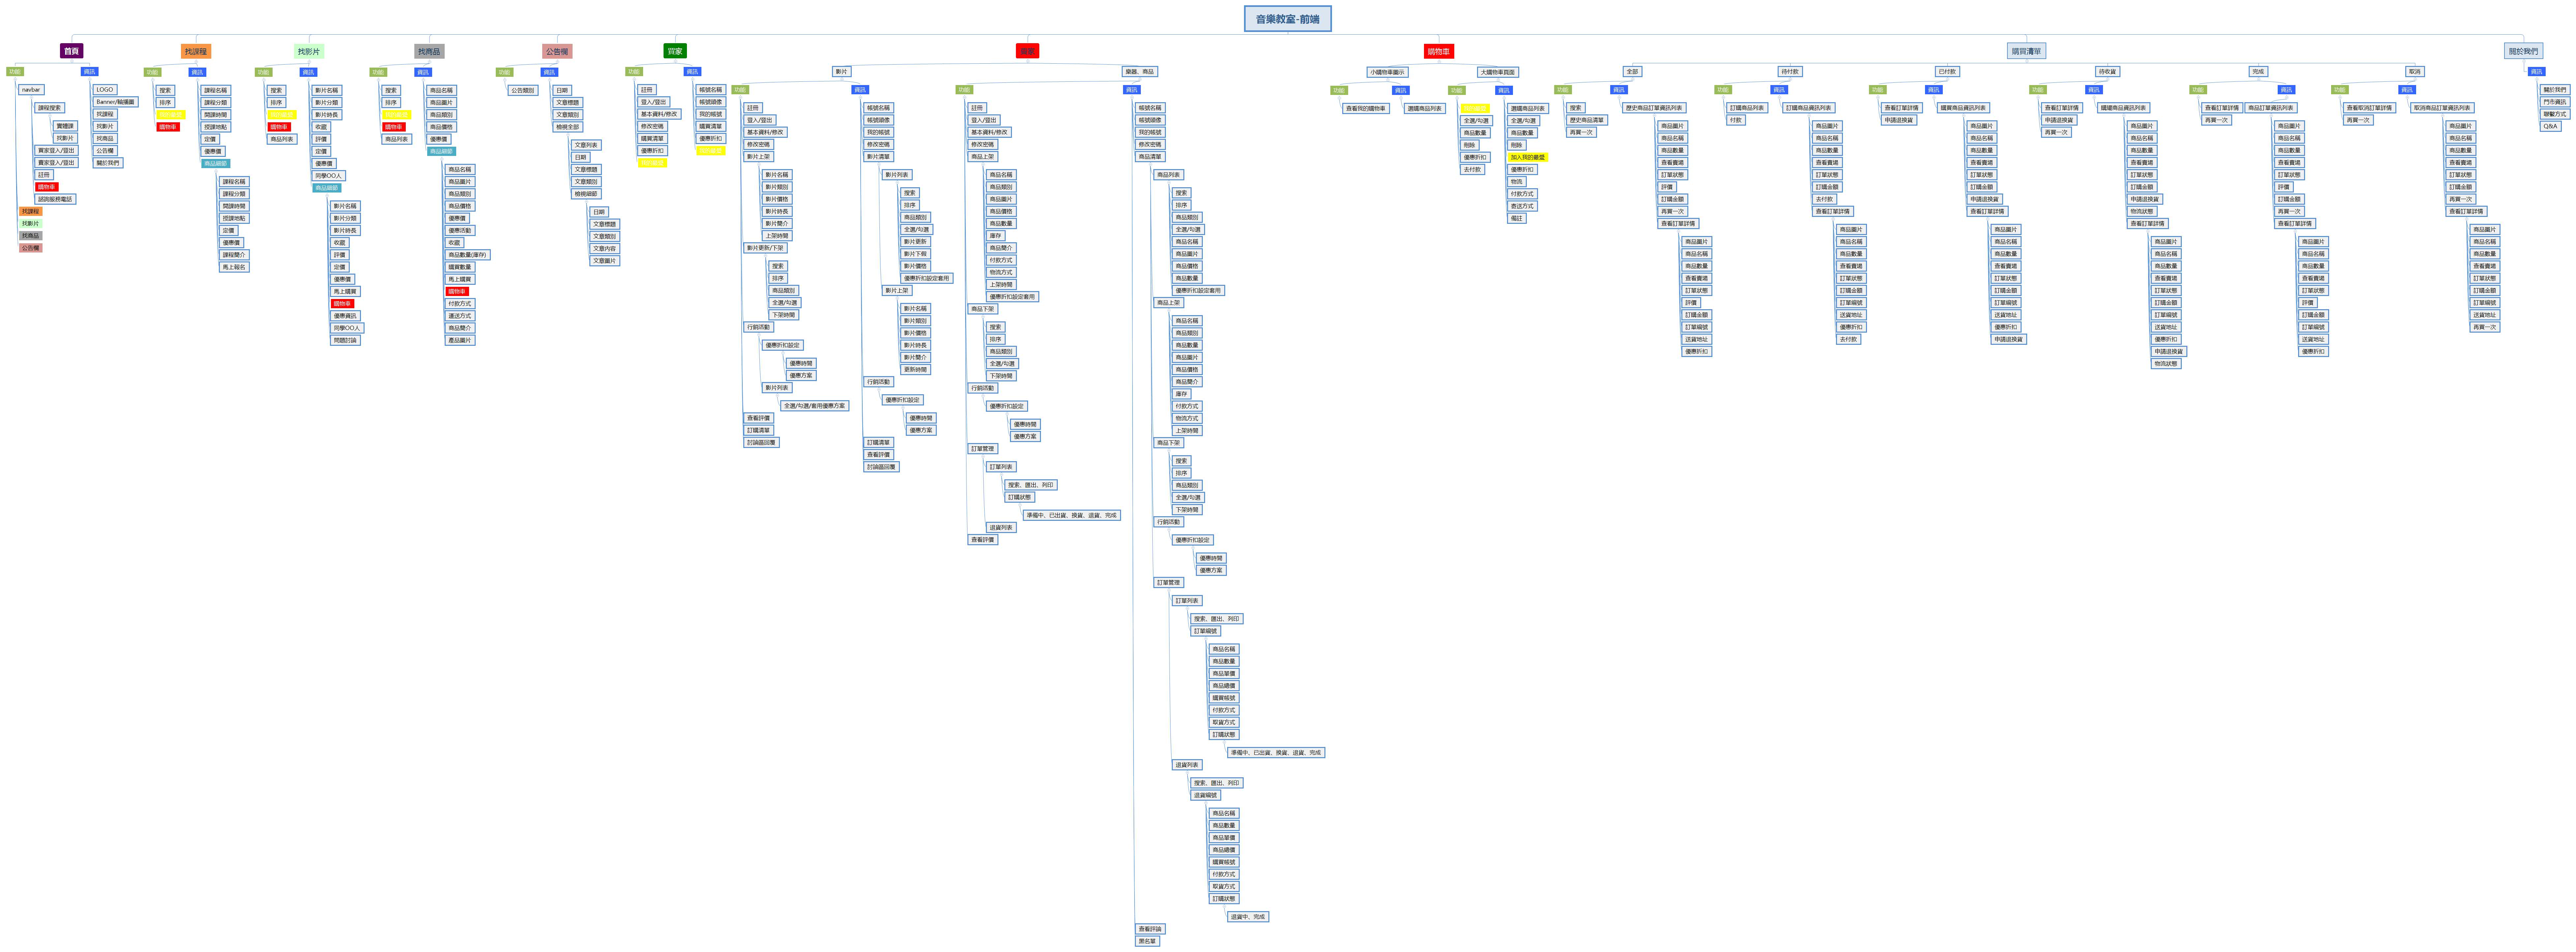 音樂教室-前端
首頁
功能
navbar
課程搜索
實體課
找影片
買家登入/登出
賣家登入/登出
註冊
購物車
諮詢服務電話
找課程
找影片
找商品
公告欄
資訊
LOGO
Banner/輪播圖
找課程
找影片
找商品
公告欄
關於我們
找課程
功能
搜索
排序
購物車
資訊
課程名稱
課程分類
開課時間
授課地點
定價
優惠價
商品細節
課程名稱
課程分類
開課時間
授課地點
定價
優惠價
課程簡介
馬上報名
找影片
功能
搜索
排序
購物車
商品列表
資訊
影片名稱
影片分類
影片時長
收藏
評價
定價
優惠價
同學OO人
商品細節
影片名稱
影片分類
影片時長
收藏
評價
定價
優惠價
馬上購買
購物車
優惠資訊
同學OO人
問題討論
找商品
功能
搜索
排序
購物車
商品列表
資訊
商品名稱
商品圖片
商品類別
商品價格
優惠價
商品細節
商品名稱
商品圖片
商品類別
商品價格
優惠價
優惠活動
收藏
商品數量(庫存)
購買數量
馬上購買
購物車
付款方式
運送方式
商品簡介
產品圖片
公告欄
功能
公告類別
資訊
日期
文章標題
文章類別
檢視全部
文章列表
日期
文章標題
文章類別
檢視細節
日期
文章標題
文章類別
文章內容
文章圖片
買家
功能
註冊
登入/登出
基本資料/修改
修改密碼
購買清單
優惠折扣
資訊
帳號名稱
帳號頭像
我的帳號
購買清單
優惠折扣
賣家
影片
功能
註冊
登入/登出
基本資料/修改
修改密碼
影片上架
影片名稱
影片類別
影片價格
影片時長
影片簡介
上架時間
影片更新/下架
搜索
排序
商品類別
全選/勾選
下架時間
行銷活動
優惠折扣設定
優惠時間
優惠方案
影片列表
全選/勾選/套用優惠方案
查看評價
訂購清單
討論區回覆
資訊
帳號名稱
帳號頭像
我的帳號
修改密碼
影片清單
影片列表
搜索
排序
商品類別
全選/勾選
影片更新
影片下架
影片價格
優惠折扣設定套用
影片上架
影片名稱
影片類別
影片價格
影片時長
影片簡介
更新時間
行銷活動
優惠折扣設定
優惠時間
優惠方案
訂購清單
查看評價
討論區回覆
樂器、商品
功能
註冊
登入/登出
基本資料/修改
修改密碼
商品上架
商品名稱
商品類別
商品圖片
商品價格
商品數量
庫存
商品簡介
付款方式
物流方式
上架時間
優惠折扣設定套用
商品下架
搜索
排序
商品類別
全選/勾選
下架時間
行銷活動
優惠折扣設定
優惠時間
優惠方案
訂單管理
訂單列表
搜索、匯出、列印
訂購狀態
準備中、已出貨、換貨、退貨、完成
退貨列表
查看評價
資訊
帳號名稱
帳號頭像
我的帳號
修改密碼
商品清單
商品列表
搜索
排序
商品類別
全選/勾選
商品名稱
商品圖片
商品價格
商品數量
優惠折扣設定套用
商品上架
商品名稱
商品類別
商品數量
商品圖片
商品價格
商品簡介
庫存
付款方式
物流方式
上架時間
商品下架
搜索
排序
商品類別
全選/勾選
下架時間
行銷活動
優惠折扣設定
優惠時間
優惠方案
訂單管理
訂單列表
搜索、匯出、列印
訂單編號
商品名稱
商品數量
商品單價
商品總價
購買帳號
付款方式
取貨方式
訂購狀態
準備中、已出貨、換貨、退貨、完成
退貨列表
搜索、匯出、列印
退貨編號
商品名稱
商品數量
商品單價
商品總價
購買帳號
付款方式
取貨方式
訂購狀態
退貨中、完成
查看評論
黑名單
購物車
小購物車圖示
功能
查看我的購物車
資訊
選購商品列表
大購物車頁面
功能
全選/勾選
商品數量
刪除
優惠折扣
去付款
資訊
選購商品列表
全選/勾選
商品數量
刪除
加入我的最愛
優惠折扣
物流
付款方式
寄送方式
備註
購買清單
全部
功能
搜索
歷史商品清單
再買一次
資訊
歷史商品訂單資訊列表
商品圖片
商品名稱
商品數量
查看賣場
訂單狀態
評價
訂購金額
再買一次
查看訂單詳情
商品圖片
商品名稱
商品數量
查看賣場
訂單狀態
評價
訂購金額
訂單編號
送貨地址
優惠折扣
待付款
功能
訂購商品列表
付款
資訊
訂購商品資訊列表
商品圖片
商品名稱
商品數量
查看賣場
訂單狀態
訂購金額
去付款
查看訂單詳情
商品圖片
商品名稱
商品數量
查看賣場
訂單狀態
訂購金額
訂單編號
送貨地址
優惠折扣
去付款
已付款
功能
查看訂單詳情
申請退換貨
資訊
購買商品資訊列表
商品圖片
商品名稱
商品數量
查看賣場
訂單狀態
訂購金額
申請退換貨
查看訂單詳情
商品圖片
商品名稱
商品數量
查看賣場
訂單狀態
訂購金額
訂單編號
送貨地址
優惠折扣
申請退換貨
待收貨
功能
查看訂單詳情
申請退換貨
再買一次
資訊
商品圖片
商品名稱
商品數量
查看賣場
訂單狀態
訂購金額
申請退換貨
物流狀態
查看訂單詳情
商品圖片
商品名稱
商品數量
查看賣場
訂單狀態
訂購金額
訂單編號
送貨地址
優惠折扣
申請退換貨
物流狀態
完成
功能
查看訂單詳情
再買一次
資訊
商品訂單資訊列表
商品圖片
商品名稱
商品數量
查看賣場
訂單狀態
評價
訂購金額
再買一次
查看訂單詳情
商品圖片
商品名稱
商品數量
查看賣場
訂單狀態
評價
訂購金額
訂單編號
送貨地址
優惠折扣
取消
功能
查看取消訂單詳情
再買一次
資訊
取消商品訂單資訊列表
商品圖片
商品名稱
商品數量
查看賣場
訂單狀態
訂購金額
再買一次
查看訂單詳情
商品圖片
商品名稱
商品數量
查看賣場
訂單狀態
訂購金額
訂單編號
送貨地址
再買一次
關於我們
資訊
關於我們
門市資訊
聯繫方式
Q&A